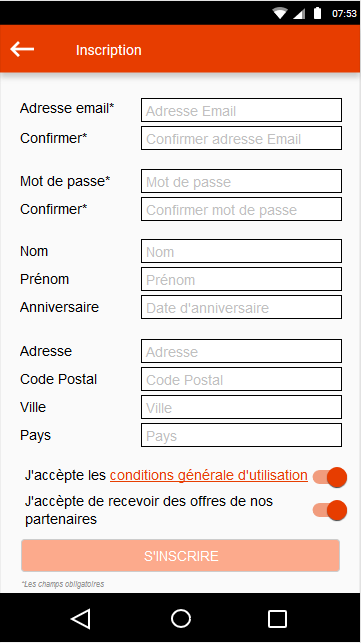 07:53
Inscription
Adresse email* Adresse Email
Confirmer* Confirmer adresse Email
Mot de passe* Mot de passe
Confirmer* Confirmer mot de passe
Nom Nom
Prénom Prénom
Anniversaire Date d'anniversaire
Adresse Adresse
Code Postal Code Postal
Ville Ville
Pays Pays
J'accèpte les conditions générale d'utilisation
J'accèpte de recevoir des offres de nos
partenaires
S'INSCRIRE
*Les champs obligatoires